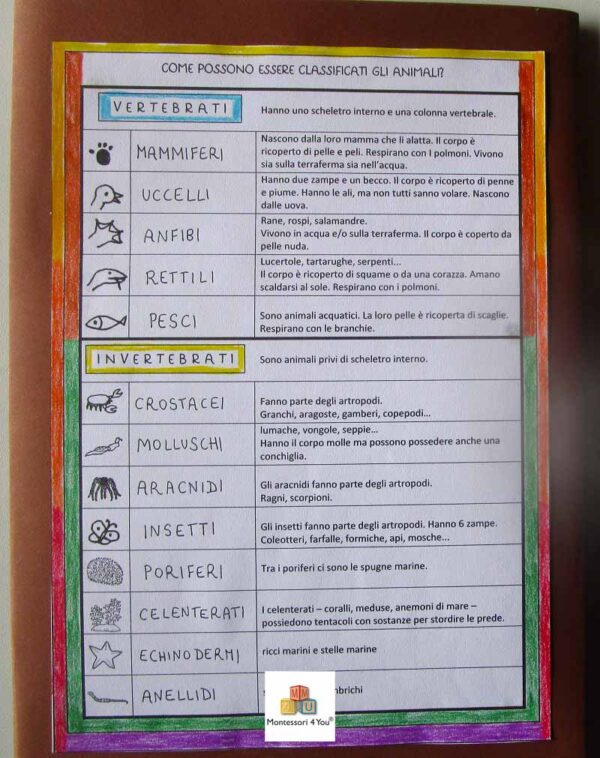 COME POSSONO ESSERE CLASSIFICATI GLI ANIMALI?
VERTEBRATI
Hanno uno scheletro interno e una colonna vertebrale.
MAMMIFERI
Nascono dalla loro mamma che li alatta. Il corpo è
ricoperto di pelle e peli. Respirano con I polmoni. Vivono
sia sulla terraferma sia nell'acqua.
UCCELLI
Hanno due zampe e un becco. Il corpo è ricoperto di penne
e piume. Hanno le ali, ma non tutti sanno volare. Nascono
dalle uova.
ANFIBI
Rane, rospi, salamandre.
Vivono in acqua e/o sulla terraferma. Il corpo è coperto da
pelle nuda.
RETTILI
Lucertole, tartarughe, serpenti...
Il corpo è ricoperto di squame o da una corazza. Amano
scaldarsi al sole. Respirano con i polmoni.
PESCI
Sono animali acquatici. La loro pelle è ricoperta di scaglie.
Respirano con le branchie.
INVERTEBRATI
Sono animali privi di scheletro interno.
CROSTACEI
Fanno parte degli artropodi.
Granchi, aragoste, gamberi, copepodi...
MOLLUSCHI
lumache, vongole, seppie...
Hanno il corpo molle ma possono possedere anche una
conchiglia.
ARACNIDI
Gli aracnidi fanno parte degli artropodi.
Ragni, scorpioni.
INSETTI
Gli insetti fanno parte degli artropodi. Hanno 6 zampe.
Coleotteri, farfalle, formiche, api, mosche...
PORIFERI
Tra i poriferi ci sono le spugne marine.
CELENTERATI
I celenterati – coralli, meduse, anemoni di mare –
possiedono tentacoli con sostanze per stordire le prede.
ECHINODERMI
ricci marini e stelle marine
ANELLIDI
Montessori 4 You®